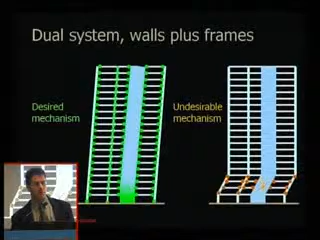 Dual system, walls plus frames
Desired
mechanism
Undesirable
mechanism